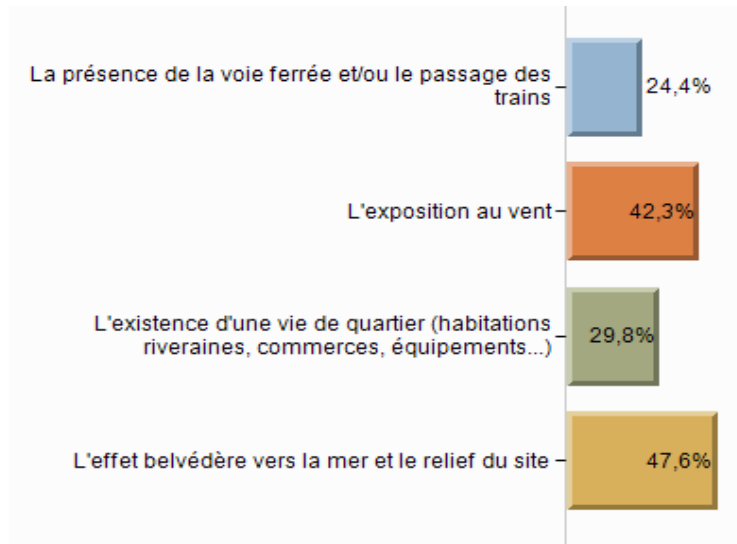 La présence de la voie ferrée et/ou le passage des
trains
24,4%
L'exposition au vent
42,3%
L'existence d'une vie de quartier (habitations
riveraines, commerces, équipements...)
29,8%
L'effet belvédère vers la mer et le relief du site
47,6%